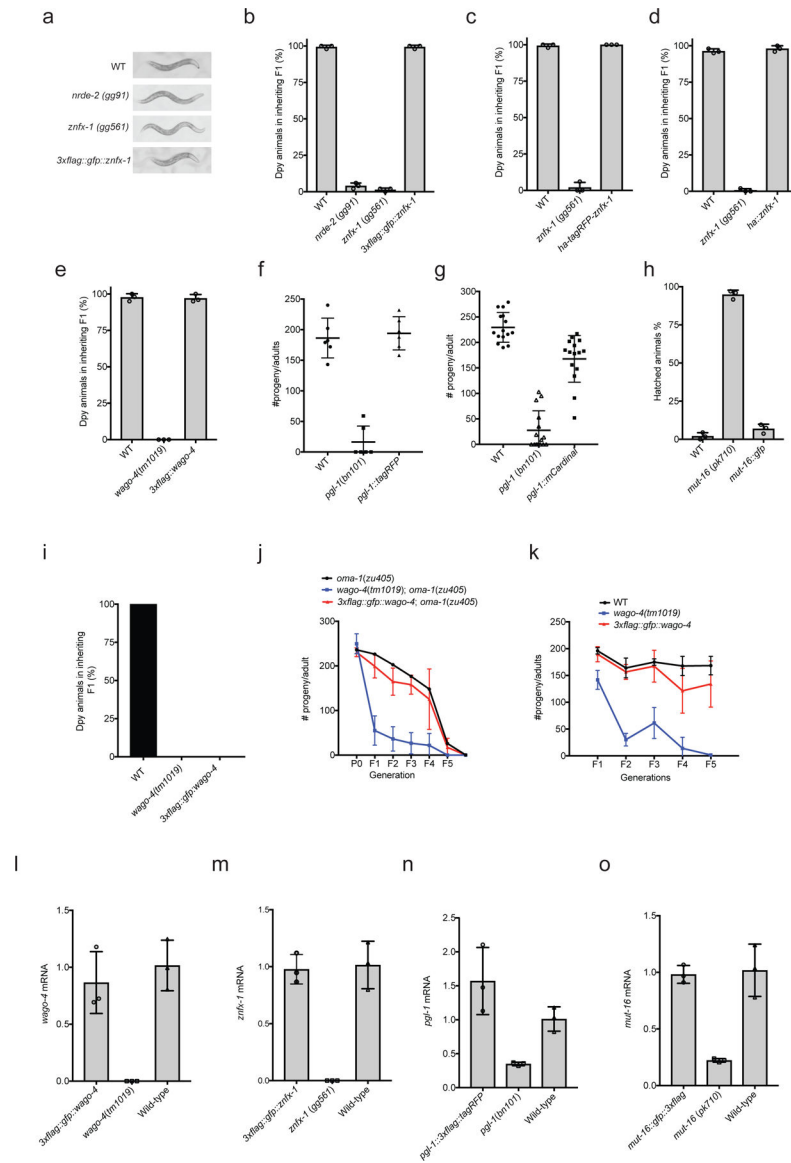 a
WT
nrde-2 (gg91)
znfx-1 (gg561)
3xflag::gfp::znfx-1
b
Dpy animals in inheriting F1 (%)
100
75
50
25
0
WT
nrde-2 (gg91)
znfx-1 (gg561)
3xflag::gfp::znfx-1
c
Dpy animals in inheriting F1 (%)
100
75
50
25
0
WT
znfx-1 (gg561)
ha-tagRFP-znfx-1
d
Dpy animals in inheriting F1 (%)
100
75
50
25
0
WT
znfx-1 (gg561)
ha::znfx-1
e
Dpy animals in inheriting F1 (%)
100
75
50
25
0
WT
wago-4(tm1019)
3xflag::wago-4
f
#progeny/adults
250
200
150
100
50
0
WT
pgl-1(bn101)
pgl-1::tagRFP
g
# progeny/adult
300
250
200
150
100
50
0
WT
pgl-1 (bn101)
pgl-1::mCardinal
h
Hatched animals %
100
75
50
25
0
WT
mut-16 (pk710)
mut-16::gfp
i
Dpy animals in inheriting
F1 (%)
100
75
50
25
0
WT
wago-4(tm1019)
3xflag::gfp:wago-4
j
oma-1(zu405)
wago-4(tm1019); oma-1(zu405)
3xflag::gfp::wago-4; oma-1(zu405)
# progeny/adult
300
200
100
0
P0 F1 F2 F3 F4 F5
Generation
k
WT
wago-4(tm1019)
3xflag::gfp::wago-4
#progeny/adults
250
200
150
100
50
0
F1 F2 F3 F4 F5
Generations
l
wago-4 mRNA
1.5
1.0
0.5
0.0
3xflag::gfp::wago-4
wago-4(tm1019)
Wild-type
m
znfx-1 mRNA
1.5
1.0
0.5
0.0
3xflag::gfp::znfx-1
znfx-1 (gg561)
Wild-type
n
pgl-1 mRNA
2.5
2.0
1.5
1.0
0.5
0.0
pgl-1::3xflag::tagRFP
pgl-1(bn101)
Wild-type
o
mut-16 mRNA
1.5
1.0
0.5
0.0
mut-16::gfp::3xflag
mut-16 (pk710)
Wild-type